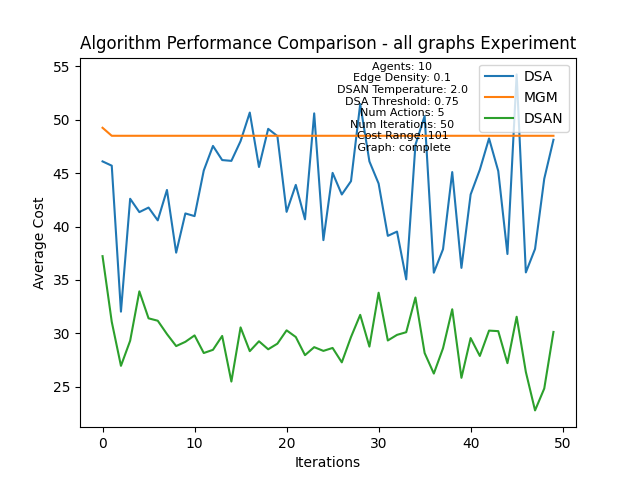 Algorithm Performance Comparison - all graphs Experiment
Agents: 10
Edge Density: 0.1
DSAN Temperature: 2.0
DSA Threshold: 0.75
Num Actions: 5
Num Iterations: 50
Cost Range: 101
Graph: complete
DSA
MGM
DSAN
Average Cost
55
50
45
40
35
30
25
0
10
20
30
40
50
Iterations